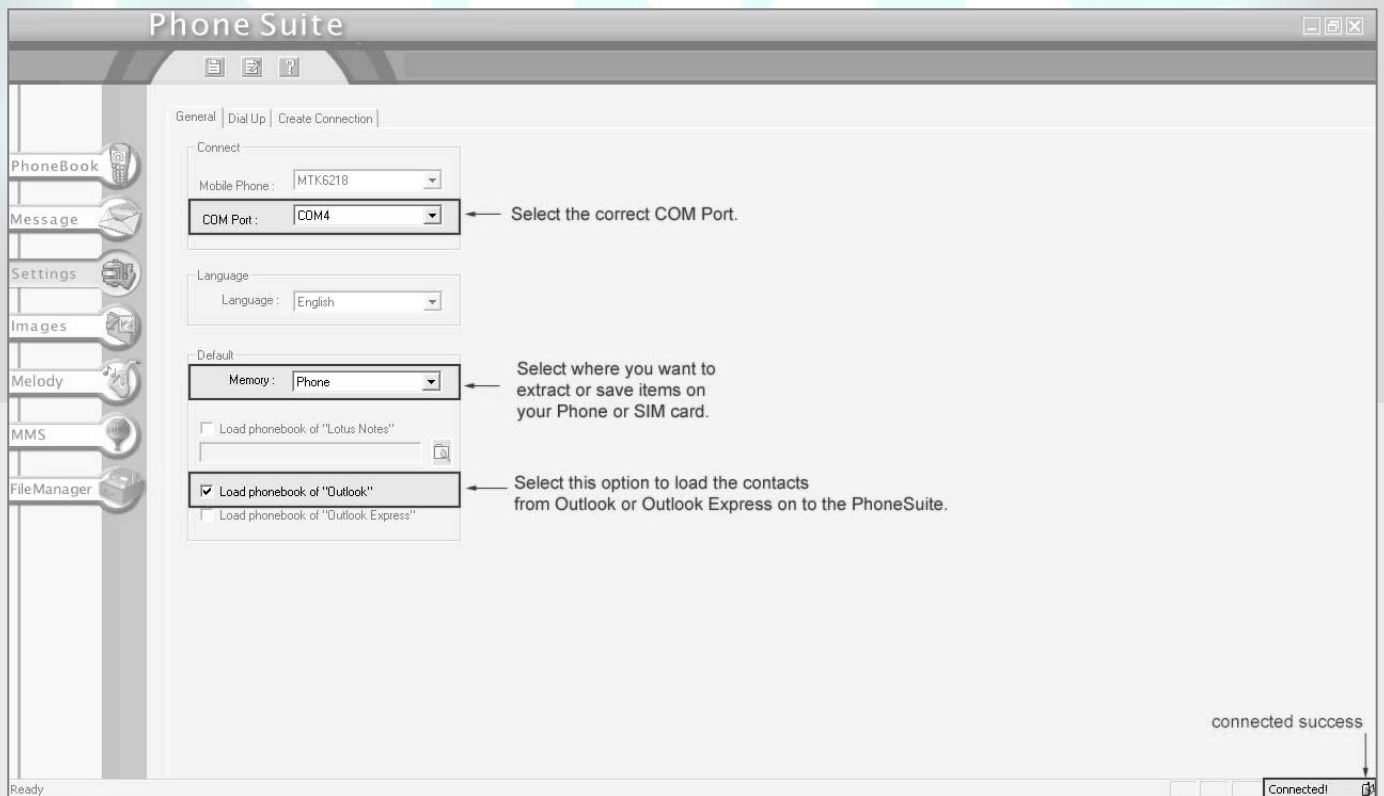 Phone Suite
General Dial Up Create Connection
Connect
Mobile Phone : MTK6218
COM Port : COM4
Select the correct COM Port.
Language
Language : English
Default
Memory : Phone
Select where you want to
extract or save items on
your Phone or SIM card.
Load phonebook of "Lotus Notes"
Load phonebook of "Outlook"
Select this option to load the contacts
from Outlook or Outlook Express on to the PhoneSuite.
Load phonebook of "Outlook Express"
PhoneBook
Message
Settings
Images
Melody
MMS
FileManager
connected success
Ready
Connected!